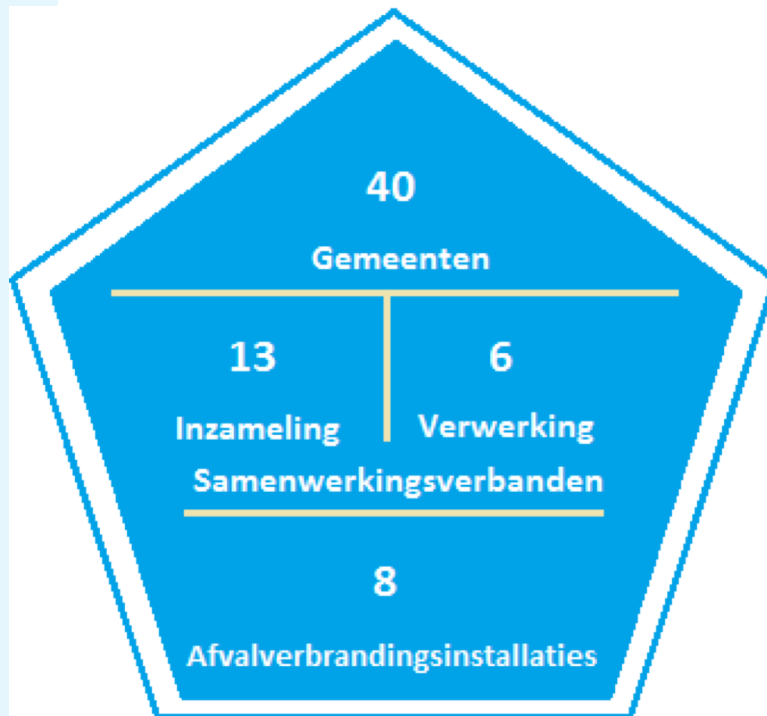 40
Gemeenten
13
Inzameling
6
Verwerking
Samenwerkingsverbanden
8
Afvalverbrandingsinstallaties